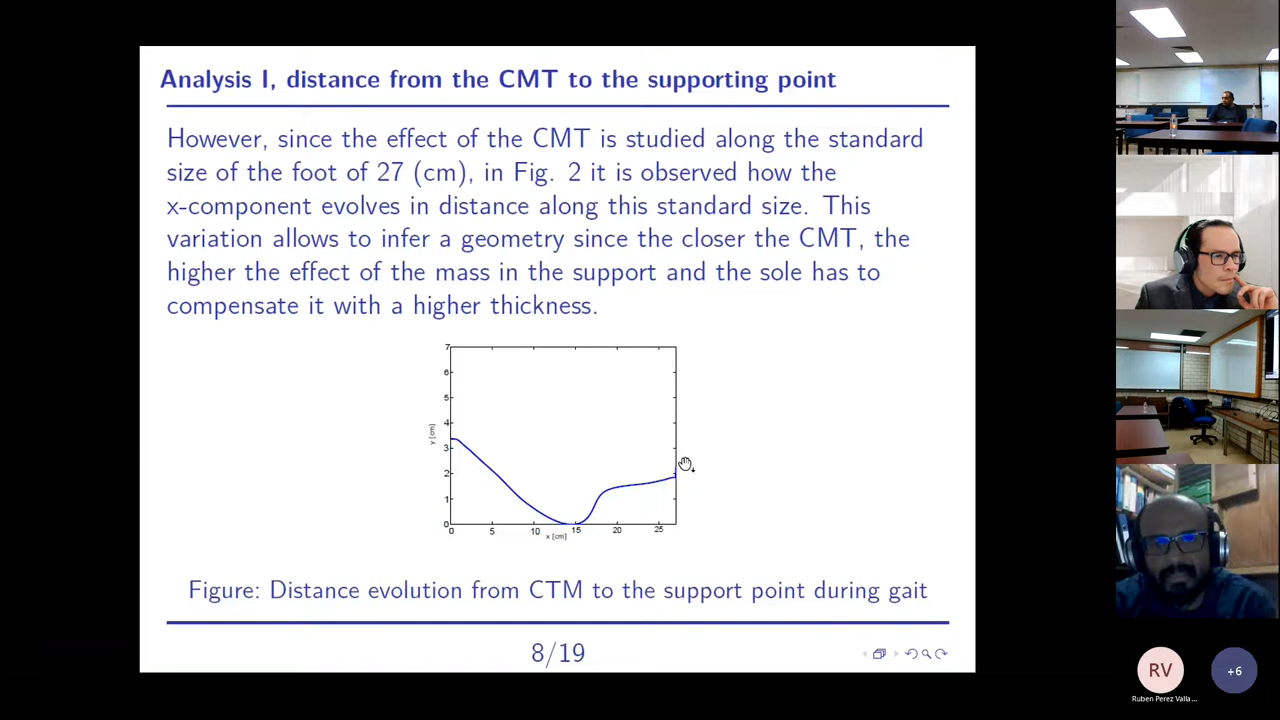 Analysis I, distance from the CMT to the supporting point
However, since the effect of the CMT is studied along the standard
size of the foot of 27 (cm), in Fig. 2 it is observed how the
x-component evolves in distance along this standard size. This
variation allows to infer a geometry since the closer the CMT, the
higher the effect of the mass in the support and the sole has to
compensate it with a higher thickness.
7
6
5
4
3
2
1
0
y [cm]
0 5 10 15 20 25
x [cm]
Figure: Distance evolution from CTM to the support point during gait
8/19
RV
+6
Ruben Perez Valla...